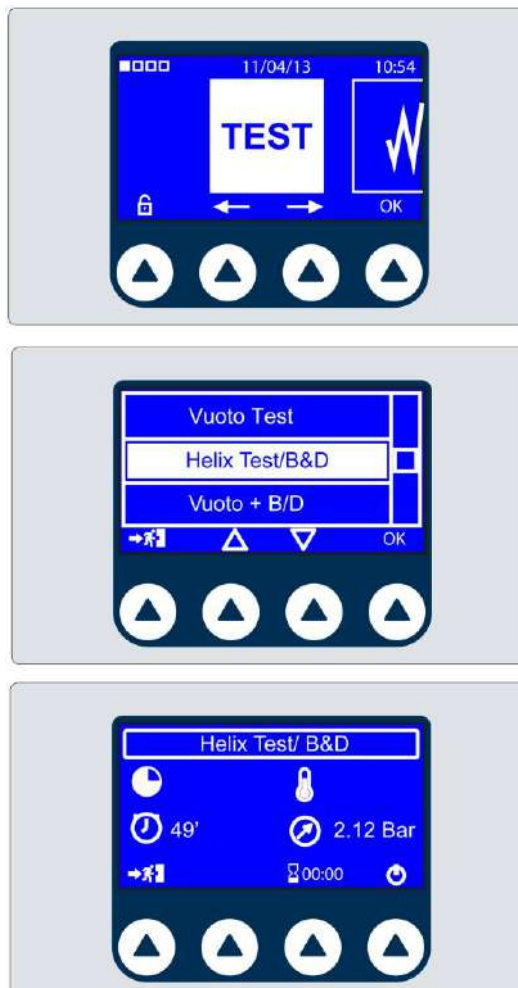 11/04/13 10:54
TEST
OK
Vuoto Test
Helix Test/B&D
Vuoto + B/D
OK
Helix Test/ B&D
49' 2.12 Bar
00:00